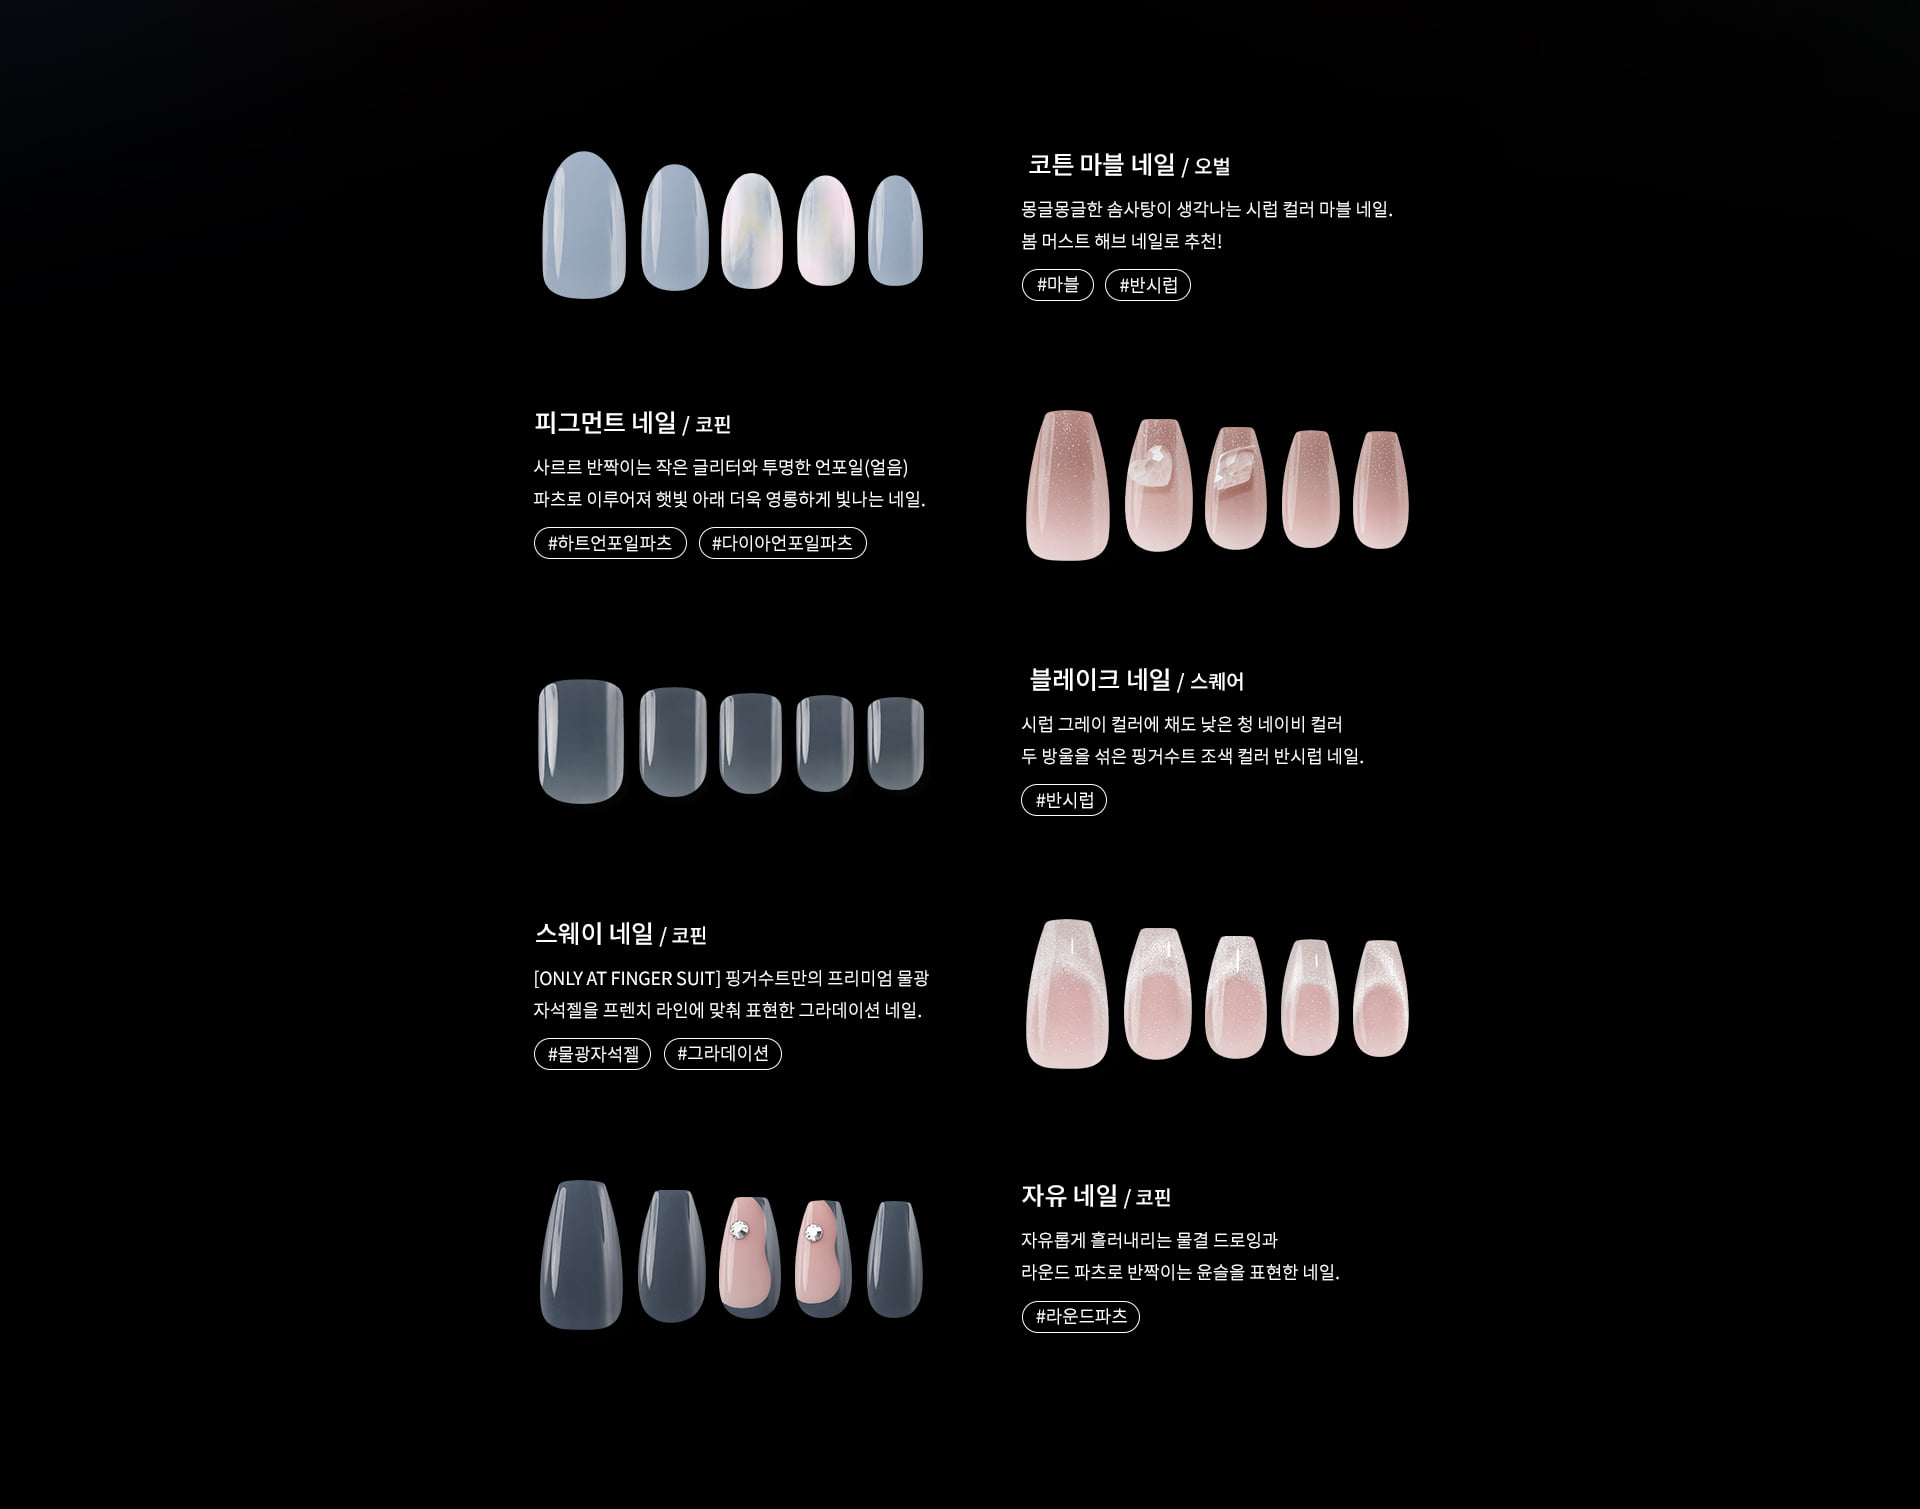 코튼 마블 네일 / 오벌
몽글몽글한 솜사탕이 생각나는 시럽 컬러 마블 네일.
봄 머스트 해브 네일로 추천!
#마블 #반시럽
피그먼트 네일 / 코핀
사르르 반짝이는 작은 글리터와 투명한 언포일(얼음)
파츠로 이루어져 햇빛 아래 더욱 영롱하게 빛나는 네일.
#하트언포일파츠 #다이아언포일파츠
블레이크 네일 / 스퀘어
시럽 그레이 컬러에 채도 낮은 청 네이비 컬러
두 방울을 섞은 핑거수트 조색 컬러 반시럽 네일.
#반시럽
스웨이 네일 / 코핀
[ONLY AT FINGER SUIT] 핑거수트만의 프리미엄 물광
자석젤을 프렌치 라인에 맞춰 표현한 그라데이션 네일.
#물광자석젤 #그라데이션
자유 네일 / 코핀
자유롭게 흘러내리는 물결 드로잉과
라운드 파츠로 반짝이는 윤슬을 표현한 네일.
#라운드파츠